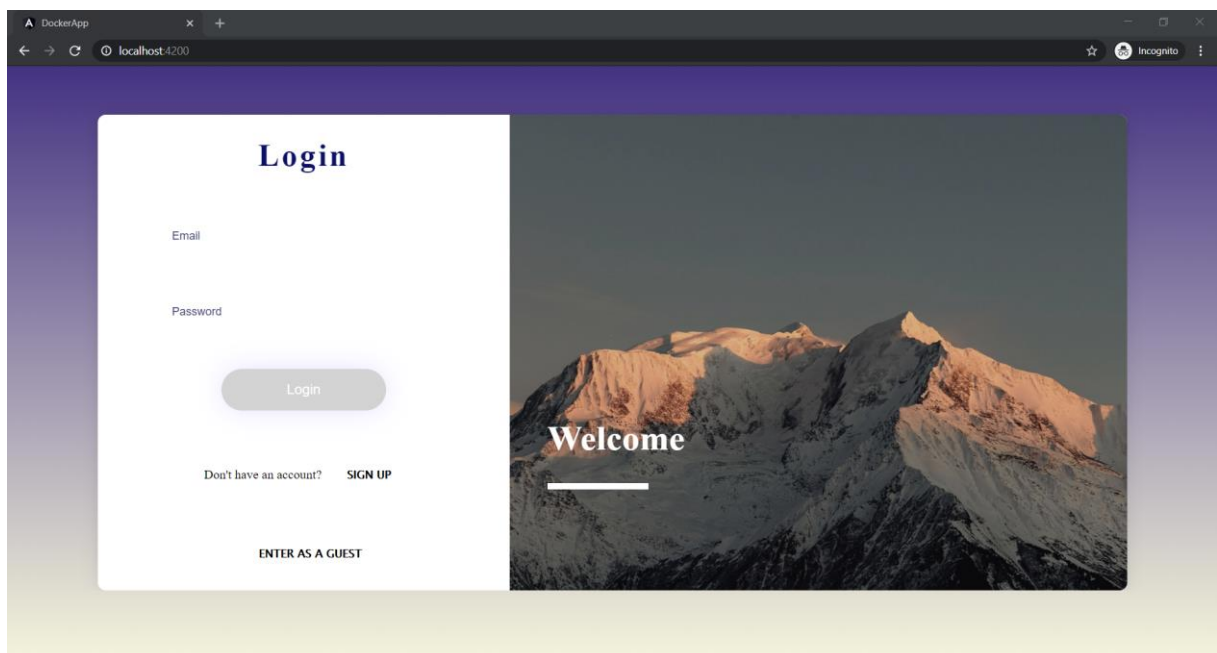 DockerApp
localhost:4200
Incognito
Login
Email
Password
Login
Don't have an account? SIGN UP
ENTER AS A GUEST
Welcome